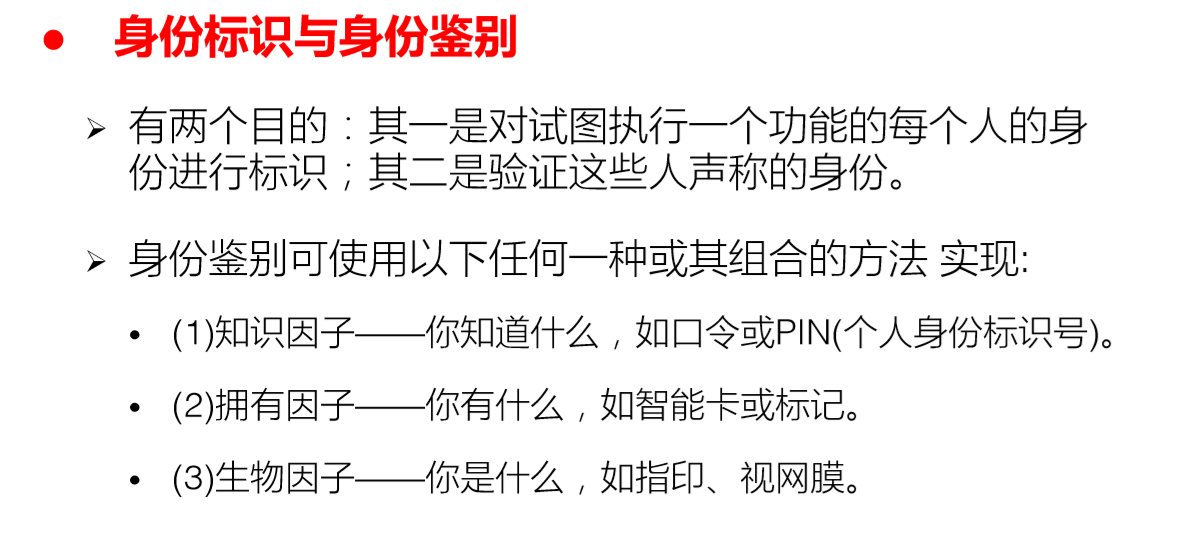 ● 身份标识与身份鉴别
➢ 有两个目的：其一是对试图执行一个功能的每个人的身
份进行标识；其二是验证这些人声称的身份。
➢ 身份鉴别可使用以下任何一种或其组合的方法 实现:
• (1)知识因子——你知道什么，如口令或PIN(个人身份标识号)。
• (2)拥有因子——你有什么，如智能卡或标记。
• (3)生物因子——你是什么，如指印、视网膜。